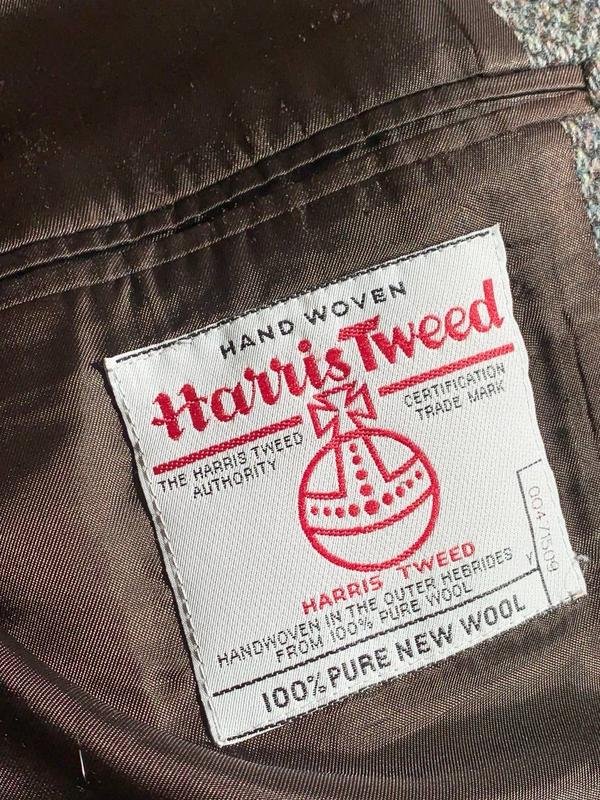 HAND WOVEN
Harris Tweed
THE HARRIS TWEED
AUTHORITY
CERTIFICATION
TRADE MARK
HARRIS TWEED
HANDWOVEN IN THE OUTER HEBRIDES
FROM 100% PURE WOOL
Y
100% PURE NEW WOOL